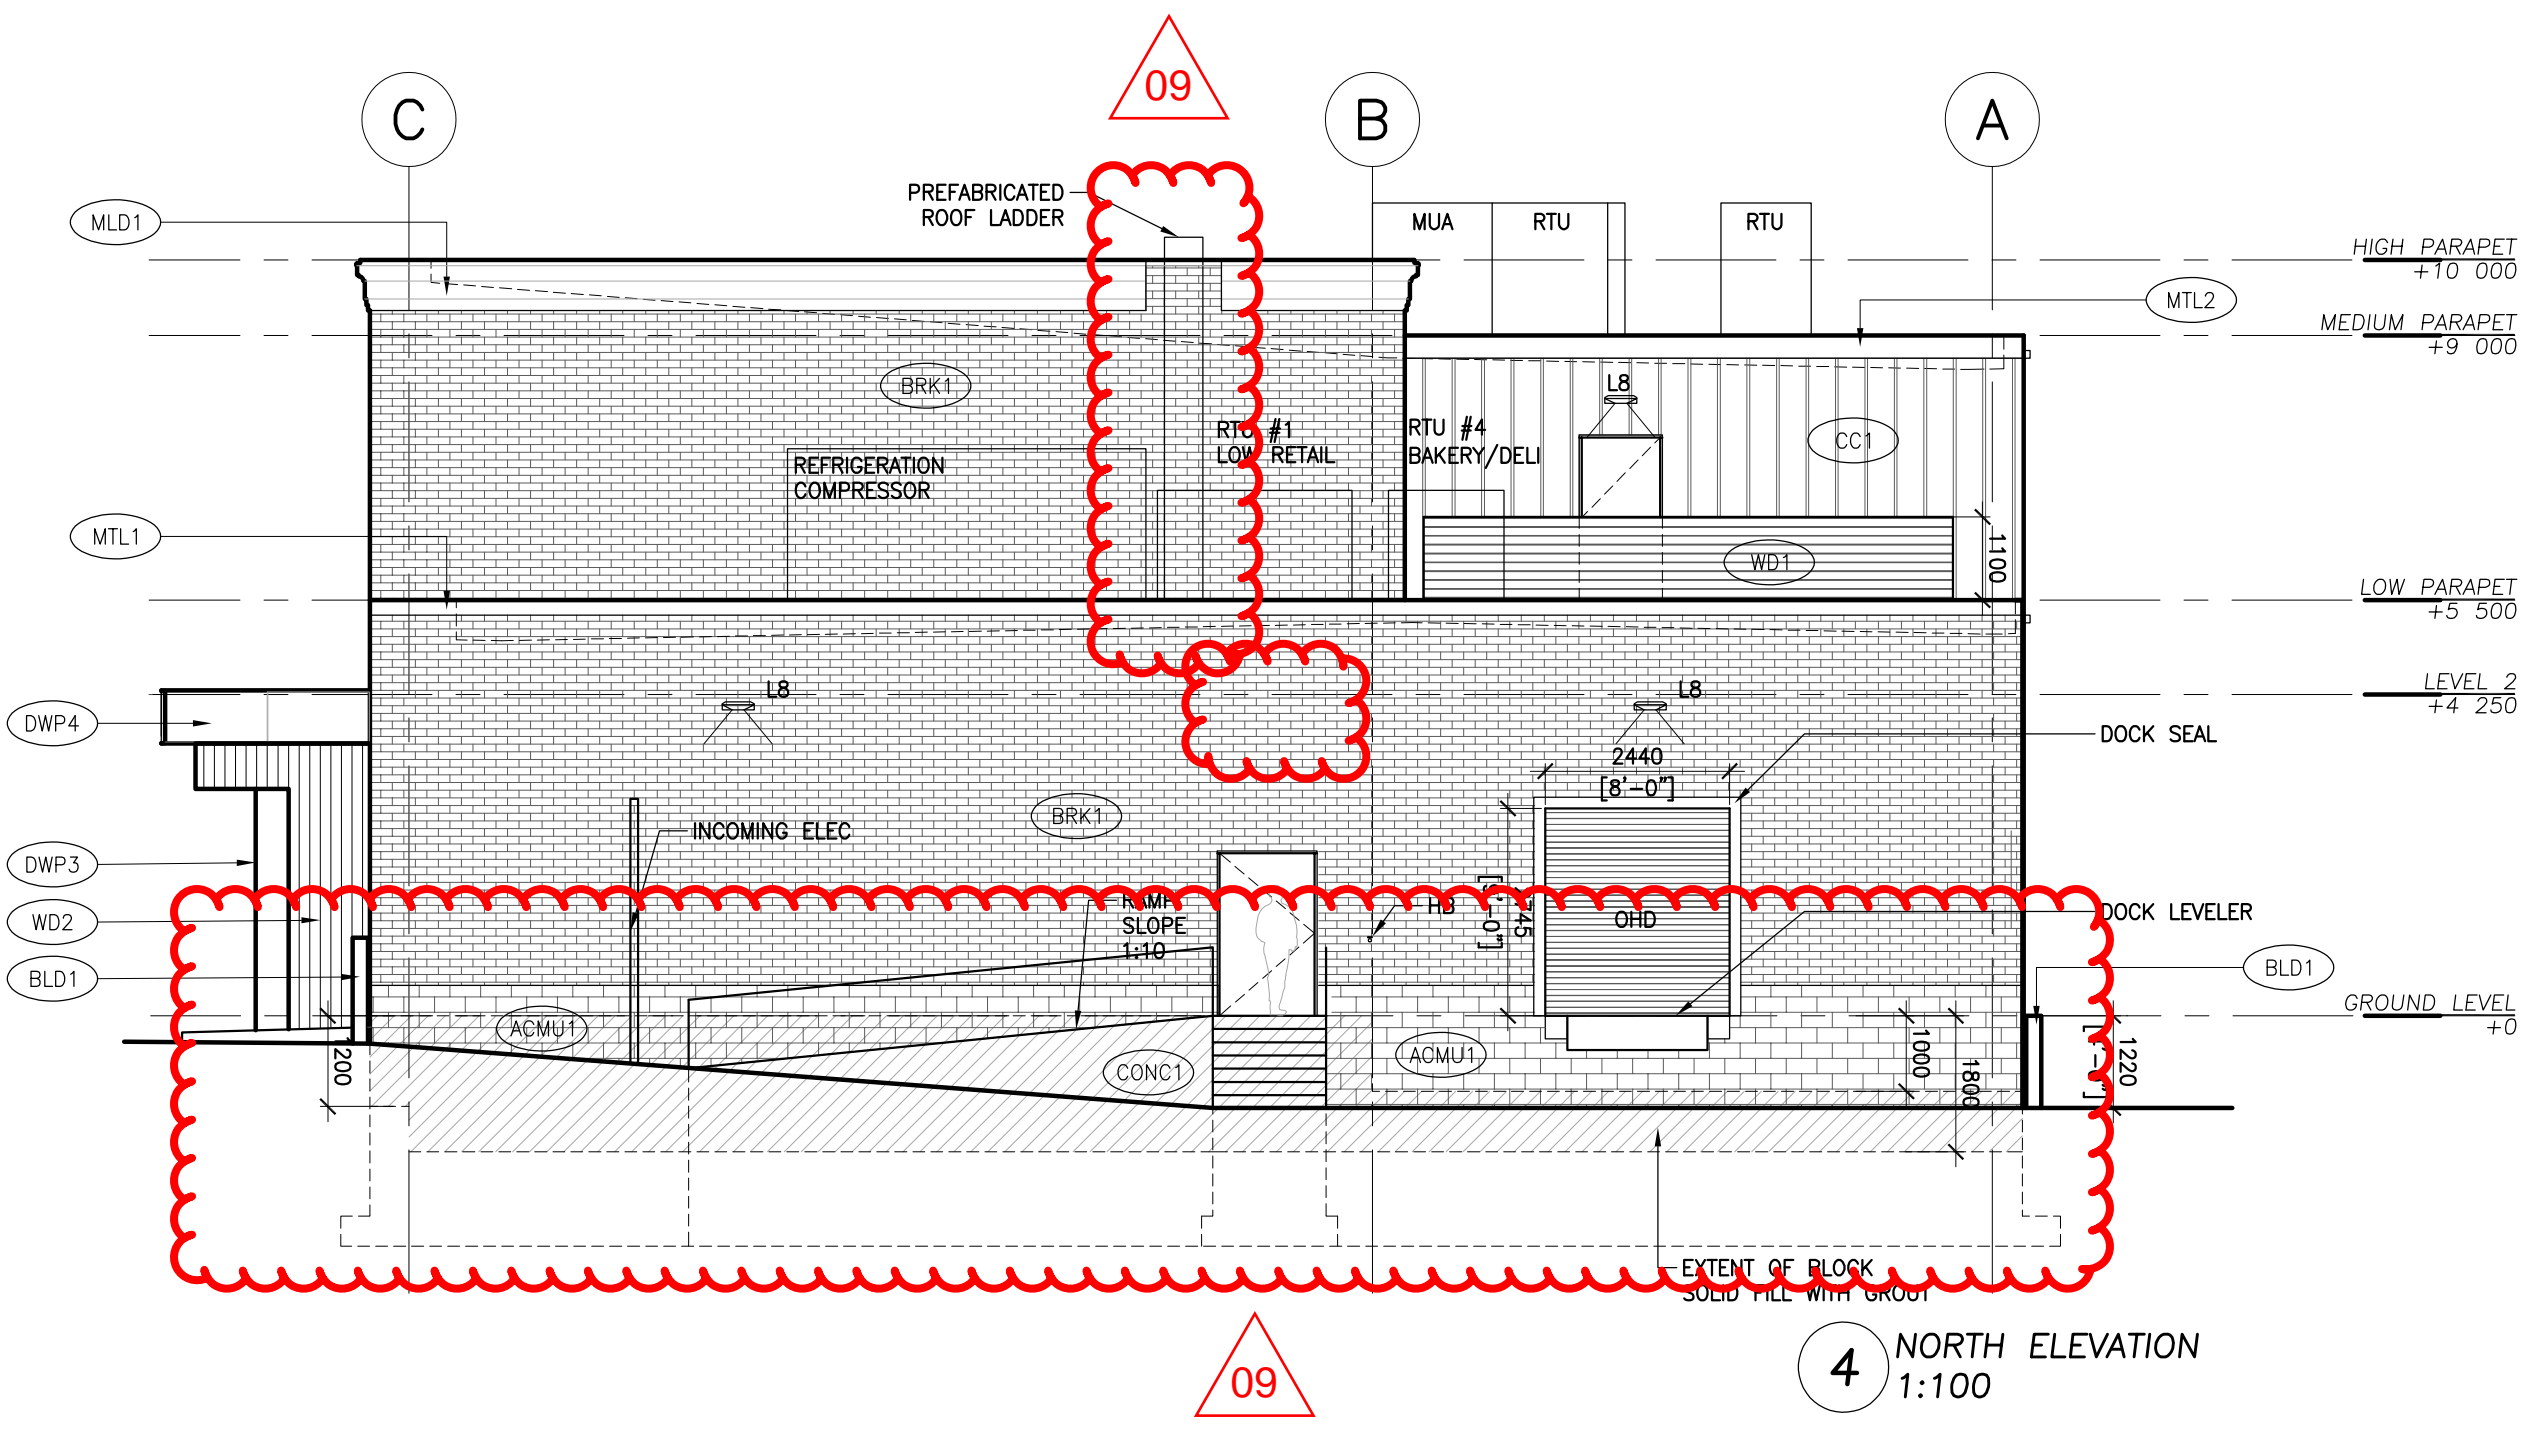 09
C
B
A
PREFABRICATED
ROOF LADDER
MLD1
MUA
RTU
RTU
HIGH PARAPET
+10 000
MTL2
MEDIUM PARAPET
+9 000
BRK1
L8
RTU #1
LOW RETAIL
RTU #4
BAKERY/DELI
CC1
REFRIGERATION
COMPRESSOR
MTL1
WD1
1100
LOW PARAPET
+5 500
L8
L8
LEVEL 2
+4 250
DWP4
DOCK SEAL
2440
[8'-0"]
BRK1
INCOMING ELEC
DWP3
RAMP
SLOPE
1:10
HB
OHD
DOCK LEVELER
WD2
BLD1
BLD1
GROUND LEVEL
+0
ACMU1
ACMU1
CONC1
1200
1000
1800
1220
EXTENT OF BLOCK
SOLID FILL WITH GROUT
09
4
NORTH ELEVATION
1:100